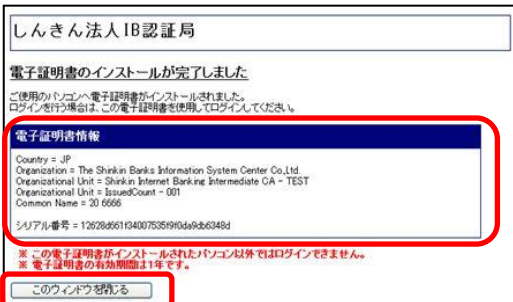 しんきん法人IB認証局
電子証明書のインストールが完了しました
ご使用のパソコンへ電子証明書がインストールされました。
ログインを行う場合は、この電子証明書を使用してログインしてください。
電子証明書情報
Country = JP
Organization = The Shinkin Banks Information System Center Co,Ltd.
Organizational Unit = Shinkin Internet Banking Intermediate CA - TEST
Organizational Unit = IssuedCount - 001
Common Name = 20 6666
シリアル番号 = 12628d661f34007535f9f0da9db6348d
※ この電子証明書がインストールされたパソコン以外ではログインできません。
※ 電子証明書の有効期間は1年です。
このウィンドウを閉じる